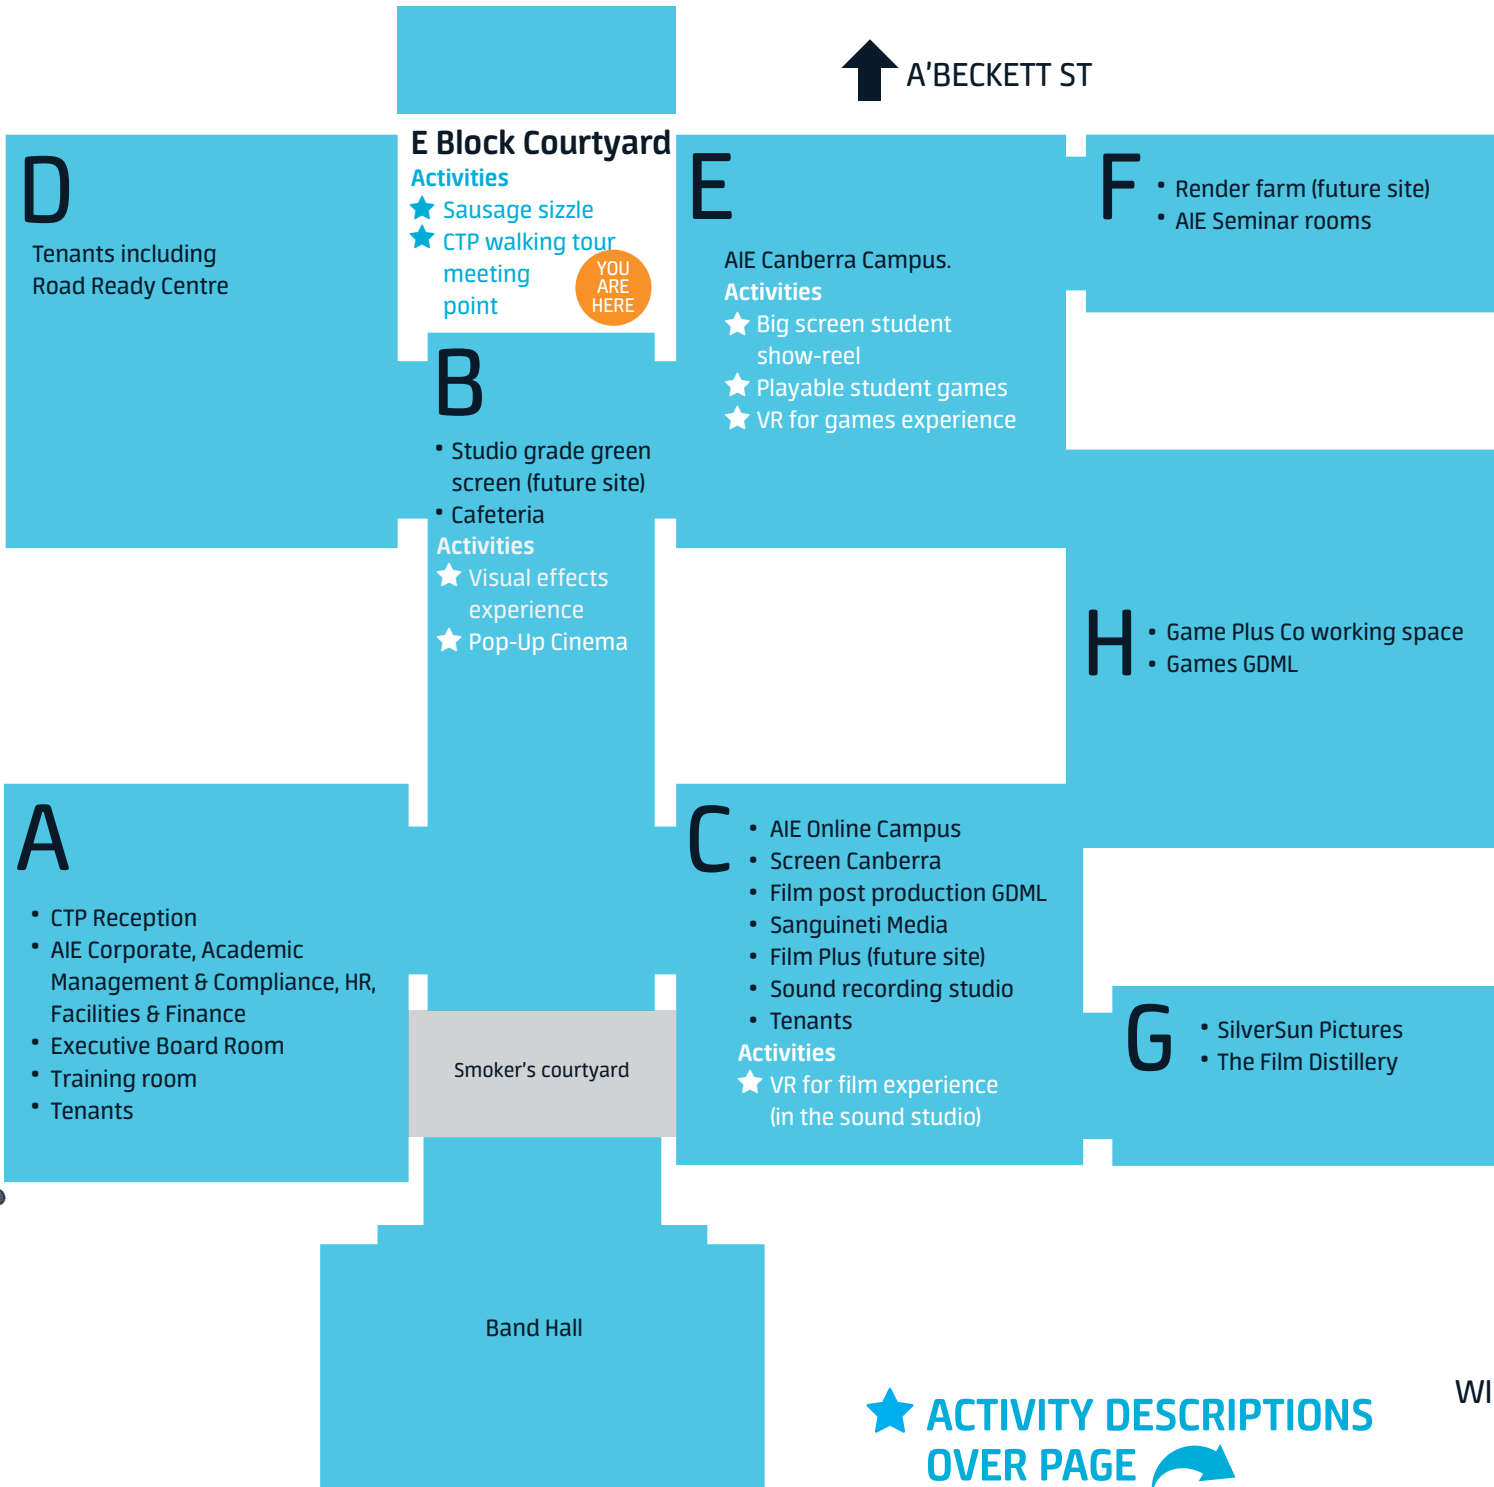 A'BECKETT ST
D
Tenants including
Road Ready Centre
E Block Courtyard
Activities
Sausage sizzle
CTP walking tour
meeting
point
YOU
ARE
HERE
E
AIE Canberra Campus.
Activities
Big screen student
show-reel
Playable student games
VR for games experience
F
• Render farm (future site)
• AIE Seminar rooms
B
• Studio grade green
screen (future site)
• Cafeteria
Activities
Visual effects
experience
Pop-Up Cinema
H
• Game Plus Co working space
• Games GDML
A
• CTP Reception
• AIE Corporate, Academic
Management & Compliance, HR,
Facilities & Finance
• Executive Board Room
• Training room
• Tenants
C
• AIE Online Campus
• Screen Canberra
• Film post production GDML
• Sanguineti Media
• Film Plus (future site)
• Sound recording studio
• Tenants
Activities
VR for film experience
(in the sound studio)
Smoker's courtyard
G
• SilverSun Pictures
• The Film Distillery
Band Hall
ACTIVITY DESCRIPTIONS
OVER PAGE
WI